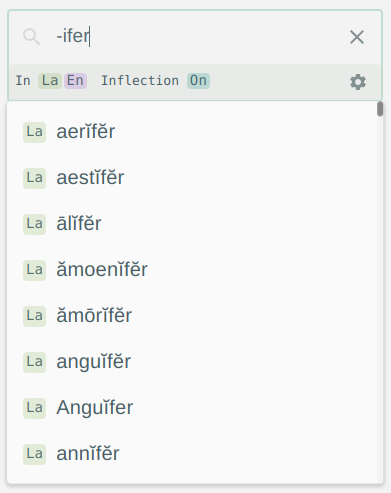 -ifer
In La En Inflection On
La aerĭfĕr
La aestĭfĕr
La ālĭfĕr
La ămoenĭfĕr
La ămōrĭfĕr
La anguĭfĕr
La Anguĭfer
La annĭfĕr